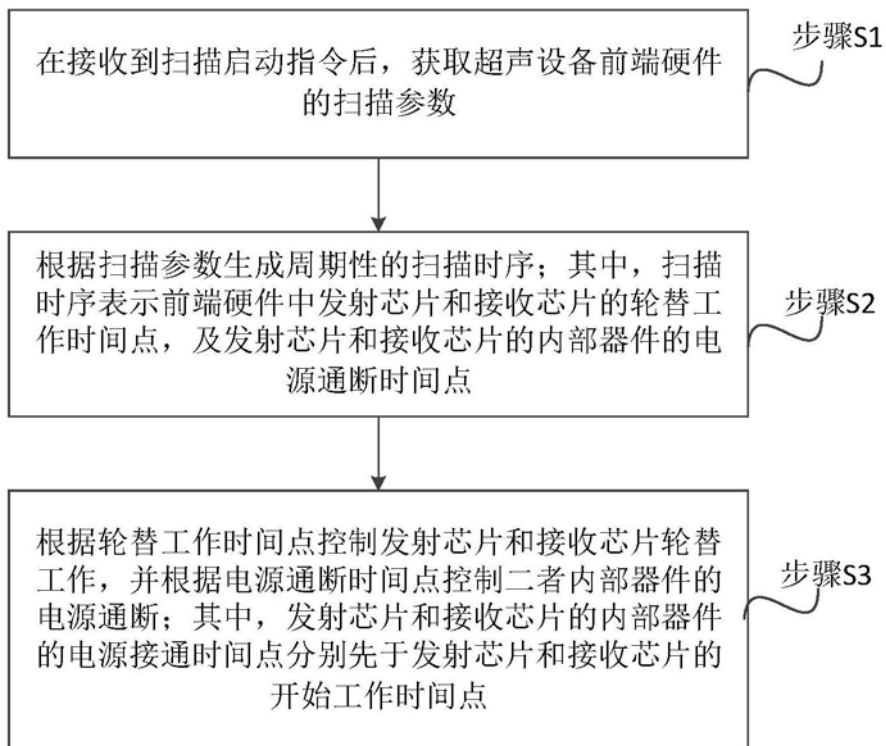 在接收到扫描启动指令后，获取超声设备前端硬件
的扫描参数
步骤S1
根据扫描参数生成周期性的扫描时序；其中，扫描
时序表示前端硬件中发射芯片和接收芯片的轮替工
作时间点，及发射芯片和接收芯片的内部器件的电
源通断时间点
步骤S2
根据轮替工作时间点控制发射芯片和接收芯片轮替
工作，并根据电源通断时间点控制二者内部器件的
电源通断；其中，发射芯片和接收芯片的内部器件
的电源接通时间点分别先于发射芯片和接收芯片的
开始工作时间点
步骤S3